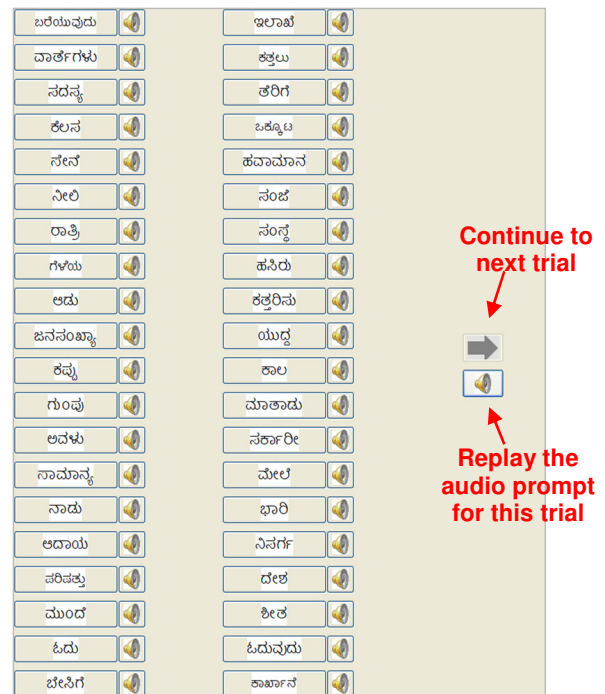 ಬರೆಯುವುದು
ವಾರ್ತೆಗಳು
ಸದಸ್ಯ
ಕೆಲಸ
ಸೇನೆ
ನೀಲಿ
ರಾತ್ರಿ
ಗೆಳೆಯ
ಆಡು
ಜನಸಂಖ್ಯಾ
ಕಪ್ಪು
ಗುಂಪು
ಅವಳು
ಸಾಮಾನ್ಯ
ನಾಡು
ಆದಾಯ
ಪರಿಷತ್ತು
ಮುಂದೆ
ಓದು
ಬೇಸಿಗೆ
ಇಲಾಖೆ
ಕತ್ತಲು
ತೆರಿಗೆ
ಒಕ್ಕೂಟ
ಹವಾಮಾನ
ಸಂಜೆ
ಸಂಸ್ಥೆ
ಹಸಿರು
ಕತ್ತರಿಸು
ಯುದ್ಧ
ಕಾಲ
ಮಾತಾಡು
ಸರ್ಕಾರೀ
ಮೇಲೆ
ಭಾರಿ
ನಿಸರ್ಗ
ದೇಶ
ಶೀತ
ಓದುವುದು
ಕಾರ್ಖಾನೆ
Continue to
next trial
Replay the
audio prompt
for this trial